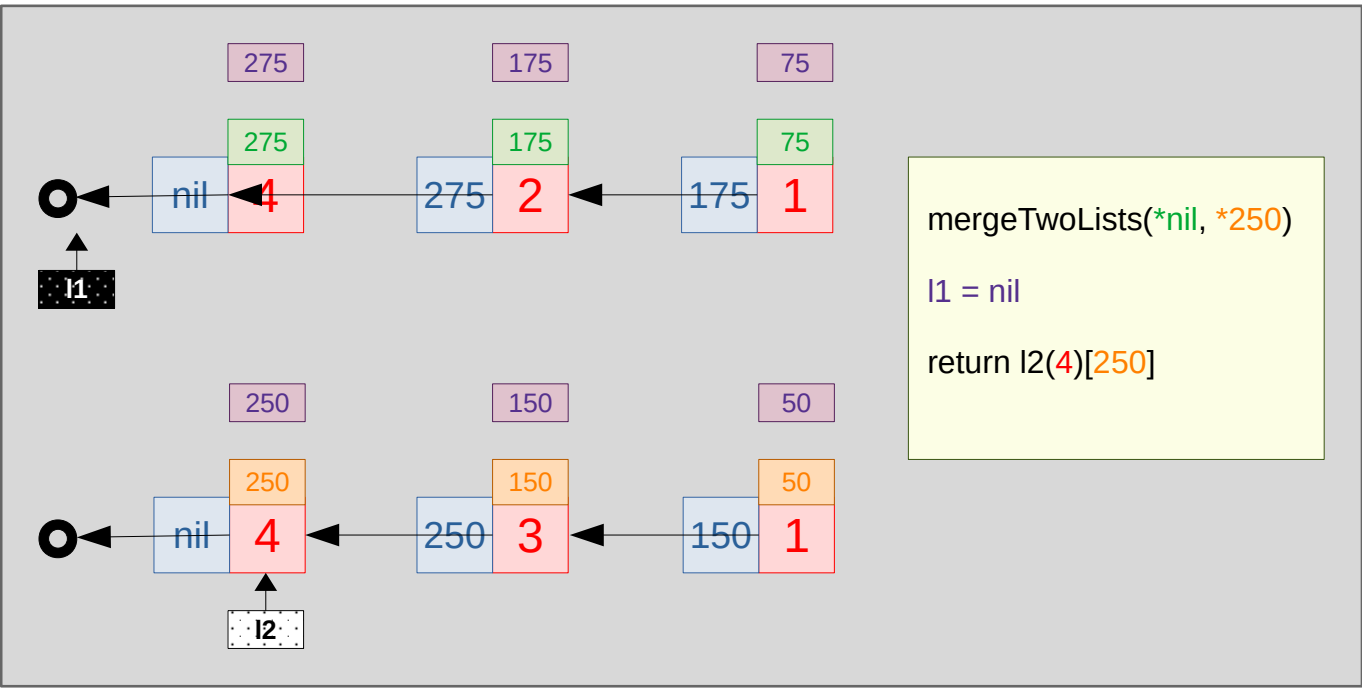 275 175 75
275 175 75
nil 4 275 2 175 1
l1
mergeTwoLists(*nil, *250)
l1 = nil
return l2(4)[250]
250 150 50
250 150 50
nil 4 250 3 150 1
l2